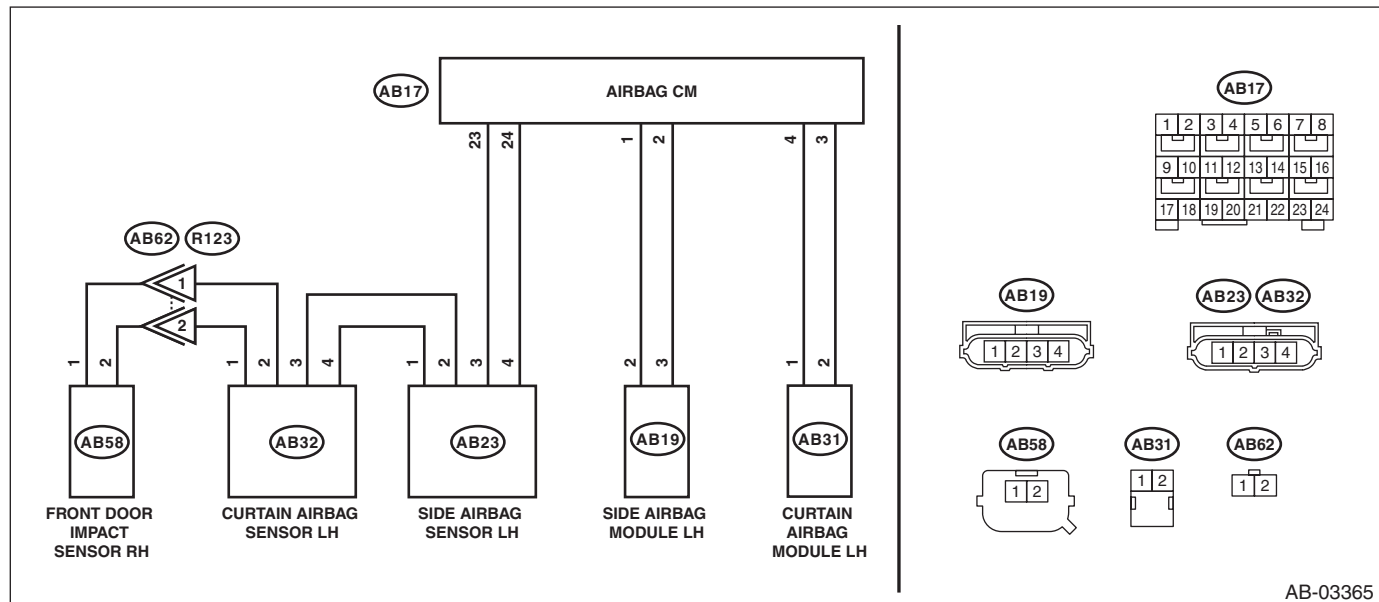 AIRBAG CM
AB17
23 24 1 2 4 3
AB62 R123
1
2
1 2 1 2 3 4 1 2 3 4 2 3 1 2
AB58 AB32 AB23 AB19 AB31
FRONT DOOR
IMPACT
SENSOR RH
CURTAIN AIRBAG
SENSOR LH
SIDE AIRBAG
SENSOR LH
SIDE AIRBAG
MODULE LH
CURTAIN
AIRBAG
MODULE LH
AB17
1 2 3 4 5 6 7 8
9 10 11 12 13 14 15 16
17 18 19 20 21 22 23 24
AB19
1 2 3 4
AB23 AB32
1 2 3 4
AB58
1 2
AB31
1 2
AB62
1 2
AB-03365